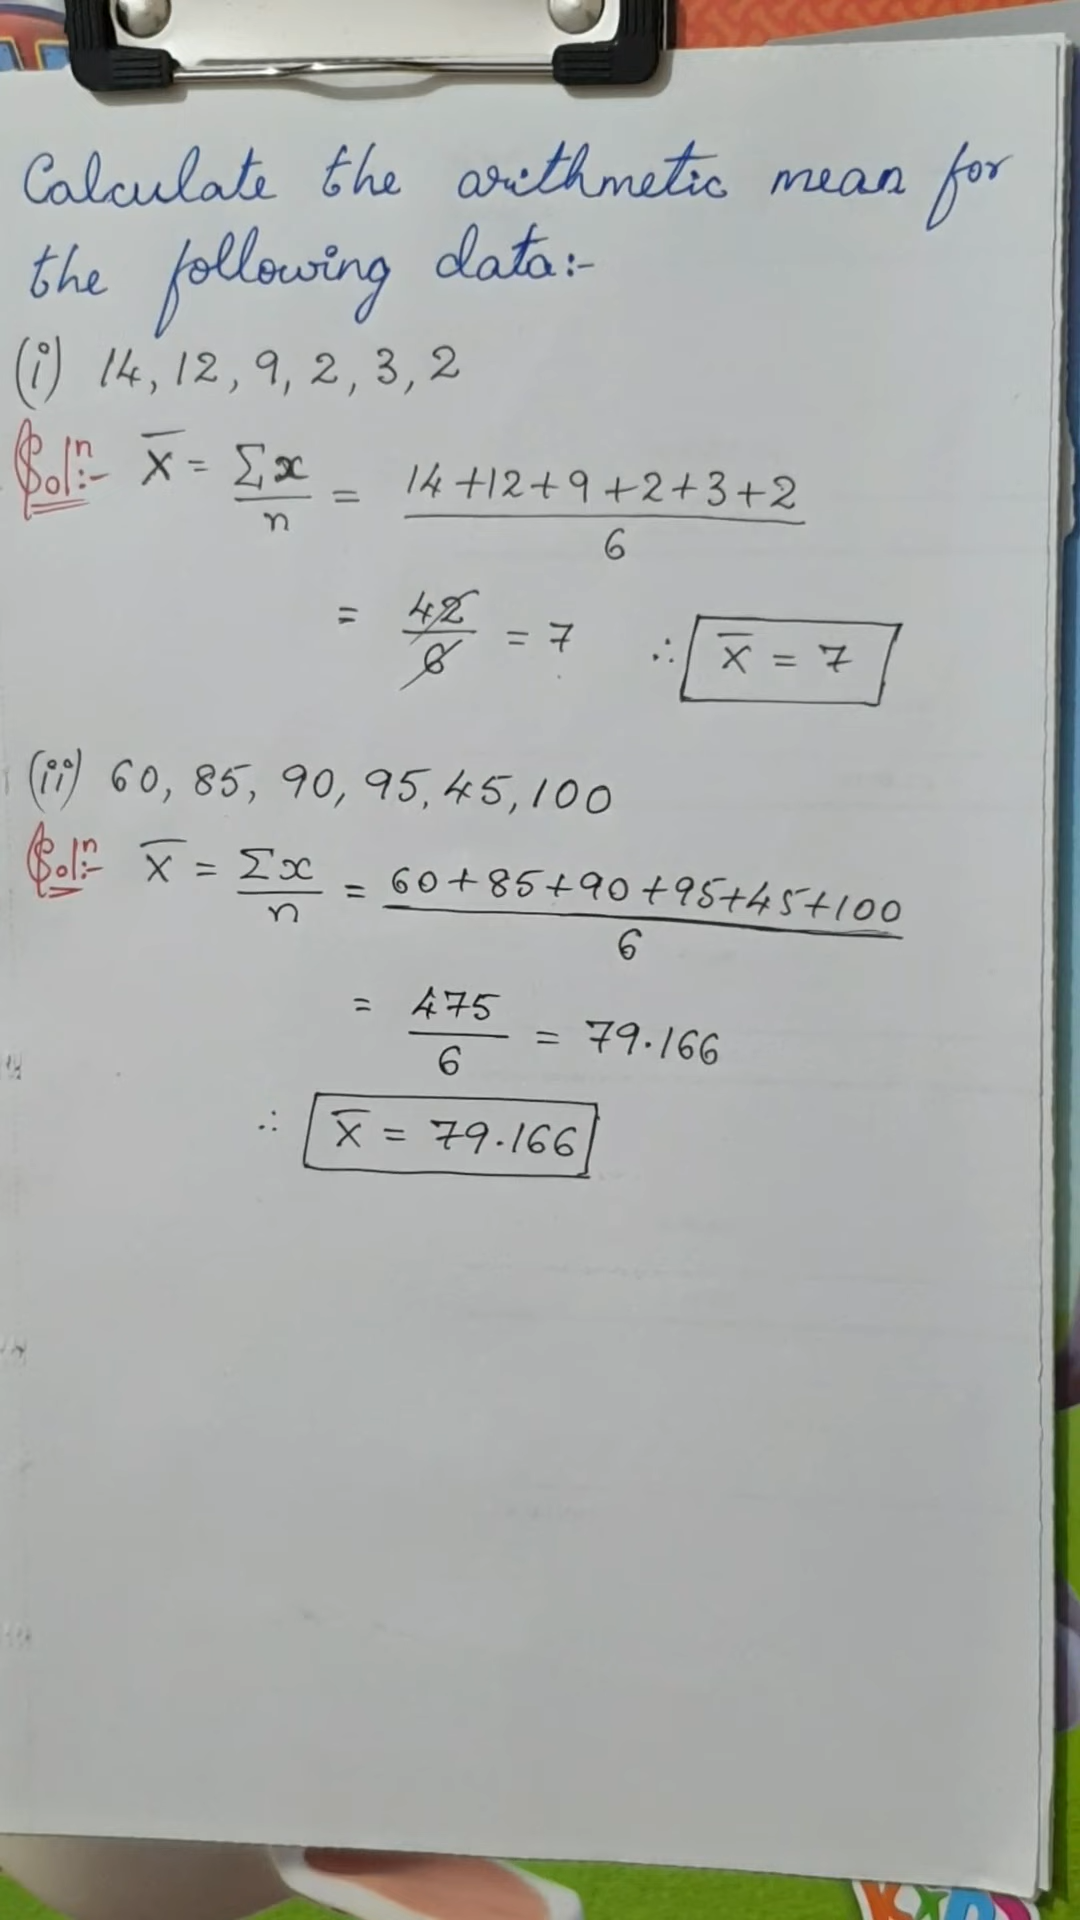 Calculate the arithmetic mean for
the following data:-
(i) 14, 12, 9, 2, 3, 2
Solⁿ:- X̅ = Σx/n = (14+12+9+2+3+2)/6
= 42/6 = 7 ∴ X̅ = 7
(ii) 60, 85, 90, 95, 45, 100
Solⁿ:- X̅ = Σx/n = (60+85+90+95+45+100)/6
= 475/6 = 79.166
∴ X̅ = 79.166